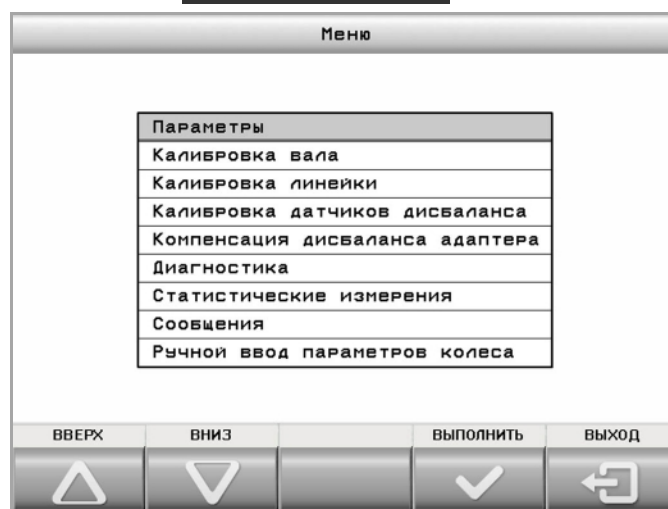 Меню
Параметры
Калибровка вала
Калибровка линейки
Калибровка датчиков дисбаланса
Компенсация дисбаланса адаптера
Диагностика
Статистические измерения
Сообщения
Ручной ввод параметров колеса
ВВЕРХ ВНИЗ ВЫПОЛНИТЬ ВЫХОД